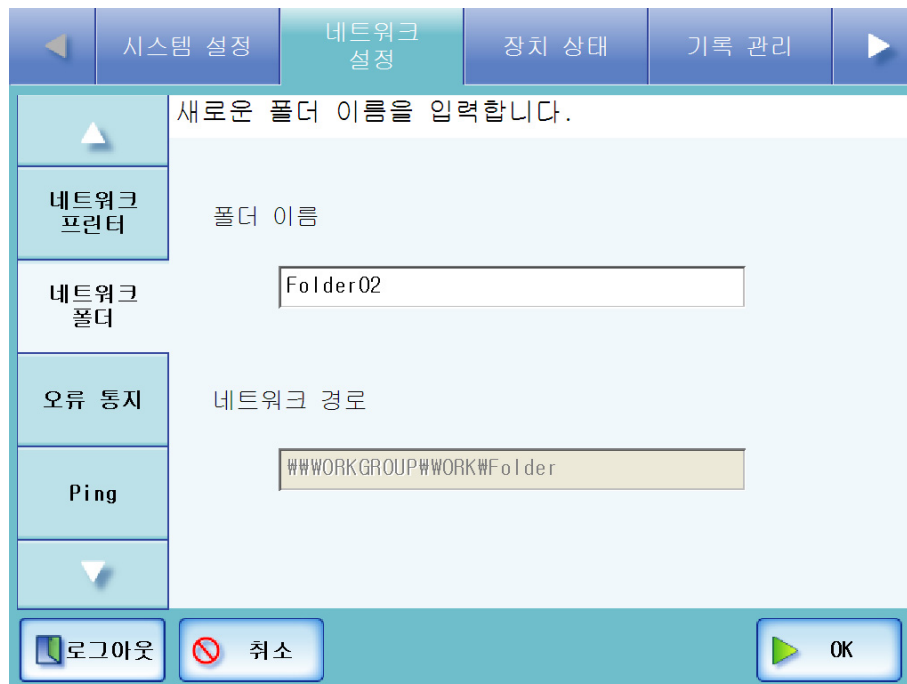 시스템 설정
네트워크
설정
장치 상태
기록 관리
새로운 폴더 이름을 입력합니다.
네트워크
프린터
네트워크
폴더
오류 통지
Ping
폴더 이름
Folder02
네트워크 경로
₩₩WORKGROUP₩WORK₩Folder
로그아웃
취소
OK